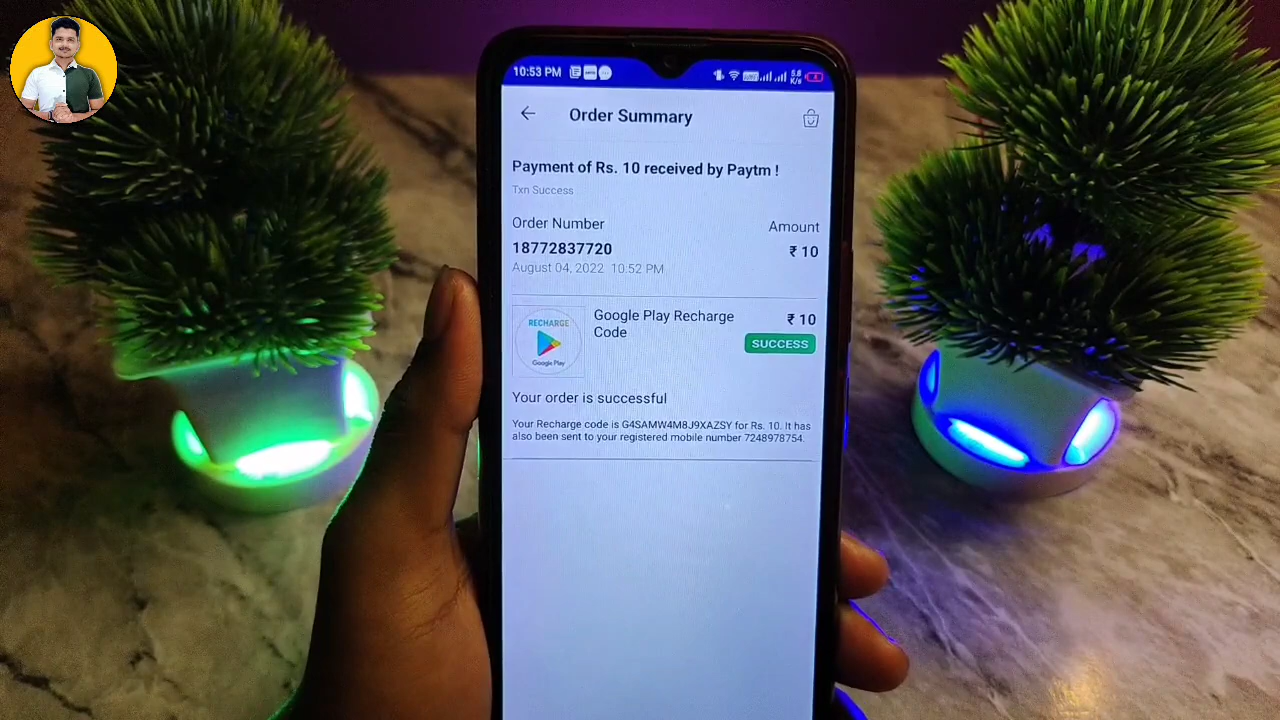 10:53 PM
5.8
K/s
Order Summary
Payment of Rs. 10 received by Paytm !
Txn Success
Order Number
Amount
18772837720
₹ 10
August 04, 2022 10:52 PM
RECHARGE
Google Play
Google Play Recharge
Code
₹ 10
SUCCESS
Your order is successful
Your Recharge code is G4SAMW4M8J9XAZSY for Rs. 10. It has
also been sent to your registered mobile number 7248978754.